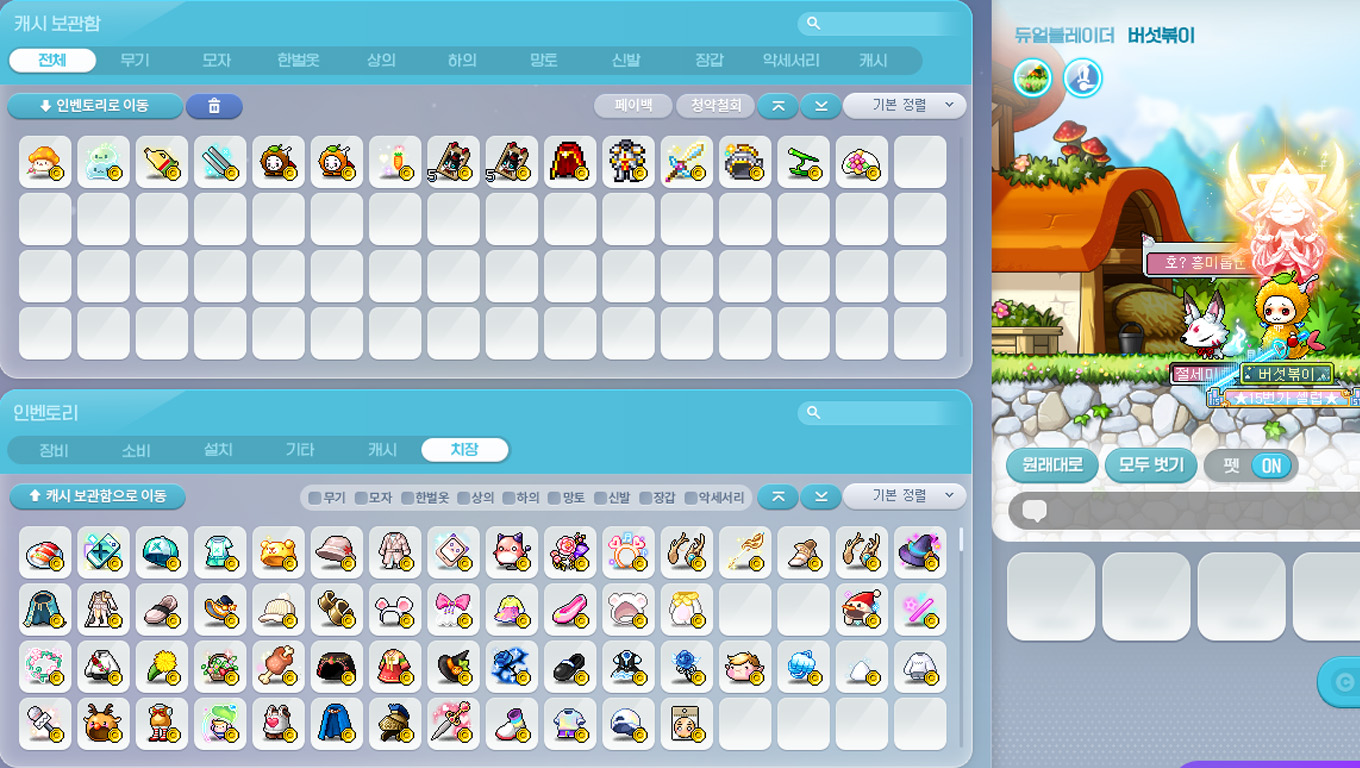 캐시 보관함
전체 무기 모자 한벌옷 상의 하의 망토 신발 장갑 악세서리 캐시
인벤토리로 이동 페이백 청약철회 기본 정렬
5 5
인벤토리
장비 소비 설치 기타 캐시 치장
캐시 보관함으로 이동 무기 모자 한벌옷 상의 하의 망토 신발 장갑 악세서리 기본 정렬
듀얼블레이더 버섯볶이
호? 흥미롭군
절세미 버섯볶이
★15번가 셀럽★
원래대로 모두 벗기 펫 ON